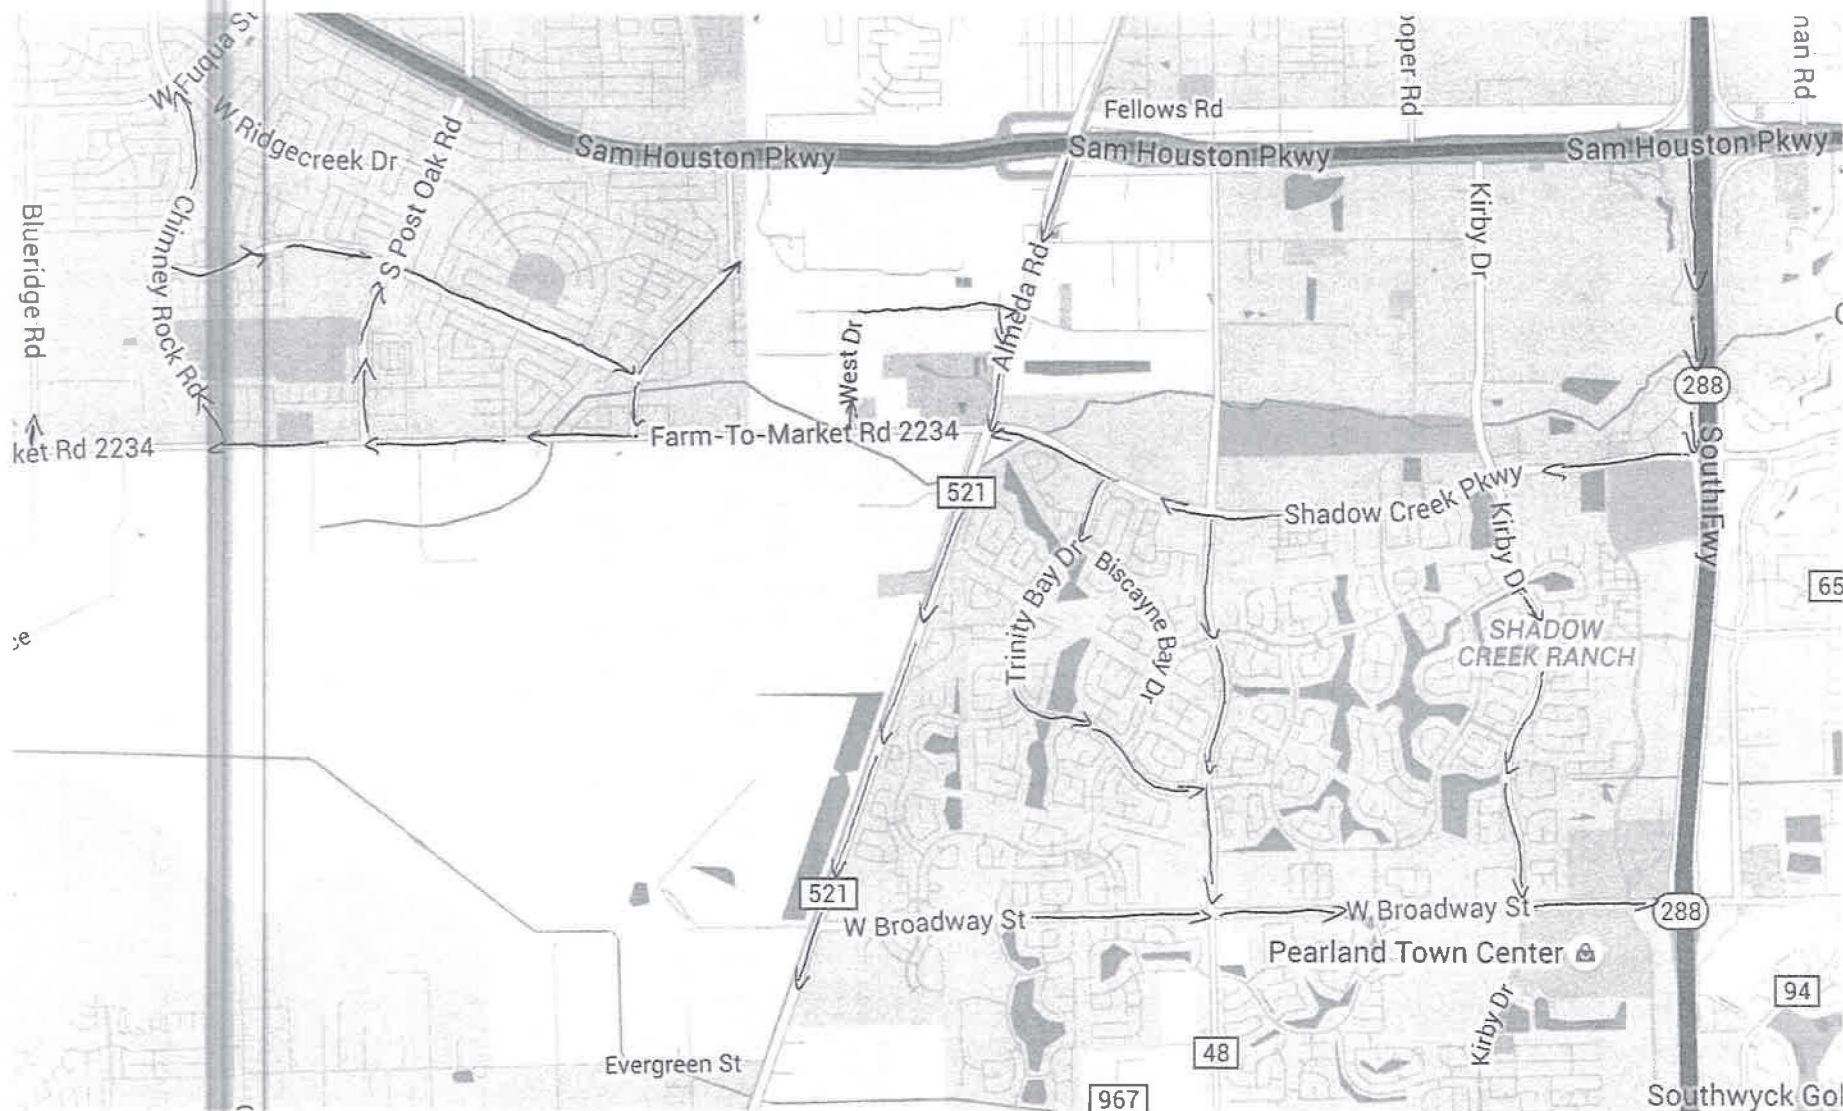 W Fuqua St
W Ridgecreek Dr
S Post Oak Rd
Sam Houston Pkwy
Fellows Rd
Sam Houston Pkwy
Sam Houston Pkwy
Blueridge Rd
Chimney Rock Rd
Almeda Rd
Kirby Dr
West Dr
288
ket Rd 2234
Farm-To-Market Rd 2234
521
Shadow Creek Pkwy
South Fwy
Kirby Dr
Trinity Bay Dr
Biscayne Bay Dr
SHADOW
CREEK RANCH
65
521
W Broadway St
W Broadway St
288
Pearland Town Center
94
Kirby Dr
Evergreen St
48
967
Southwyck Gol